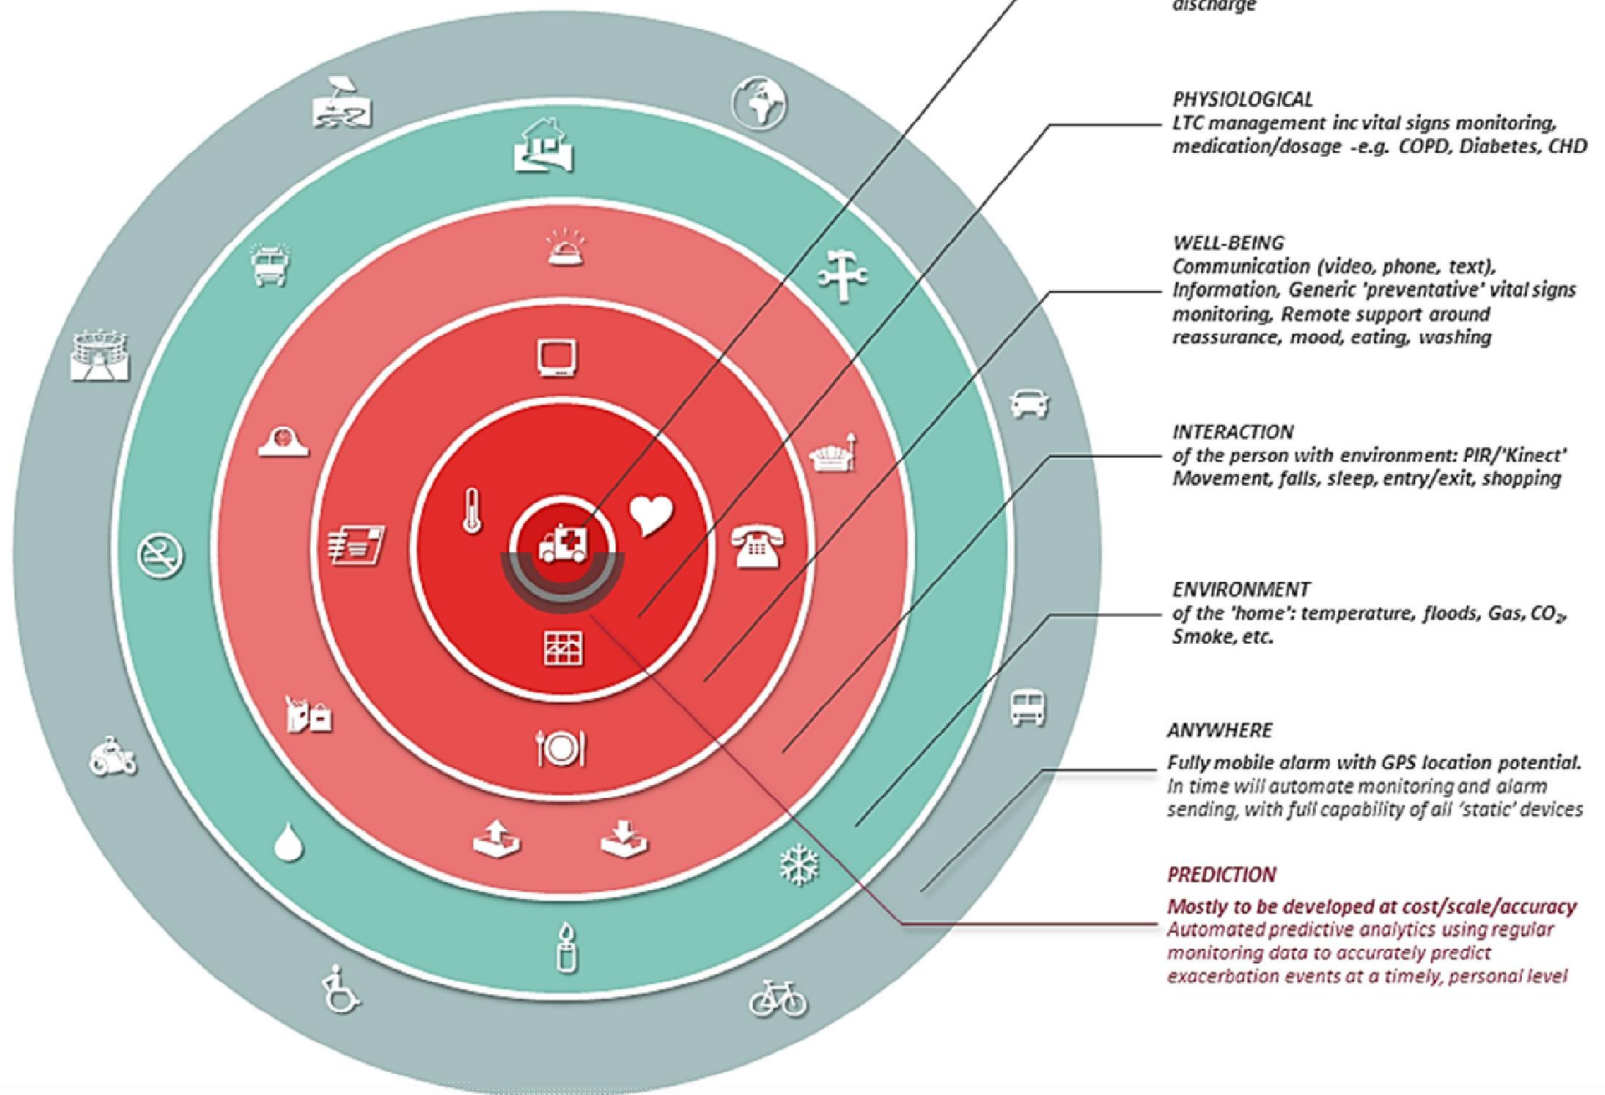 discharge
PHYSIOLOGICAL
LTC management inc vital signs monitoring,
medication/dosage -e.g. COPD, Diabetes, CHD
WELL-BEING
Communication (video, phone, text),
Information, Generic 'preventative' vital signs
monitoring, Remote support around
reassurance, mood, eating, washing
INTERACTION
of the person with environment: PIR/'Kinect'
Movement, falls, sleep, entry/exit, shopping
ENVIRONMENT
of the 'home': temperature, floods, Gas, CO₂,
Smoke, etc.
ANYWHERE
Fully mobile alarm with GPS location potential.
In time will automate monitoring and alarm
sending, with full capability of all ‘static’ devices
PREDICTION
Mostly to be developed at cost/scale/accuracy
Automated predictive analytics using regular
monitoring data to accurately predict
exacerbation events at a timely, personal level